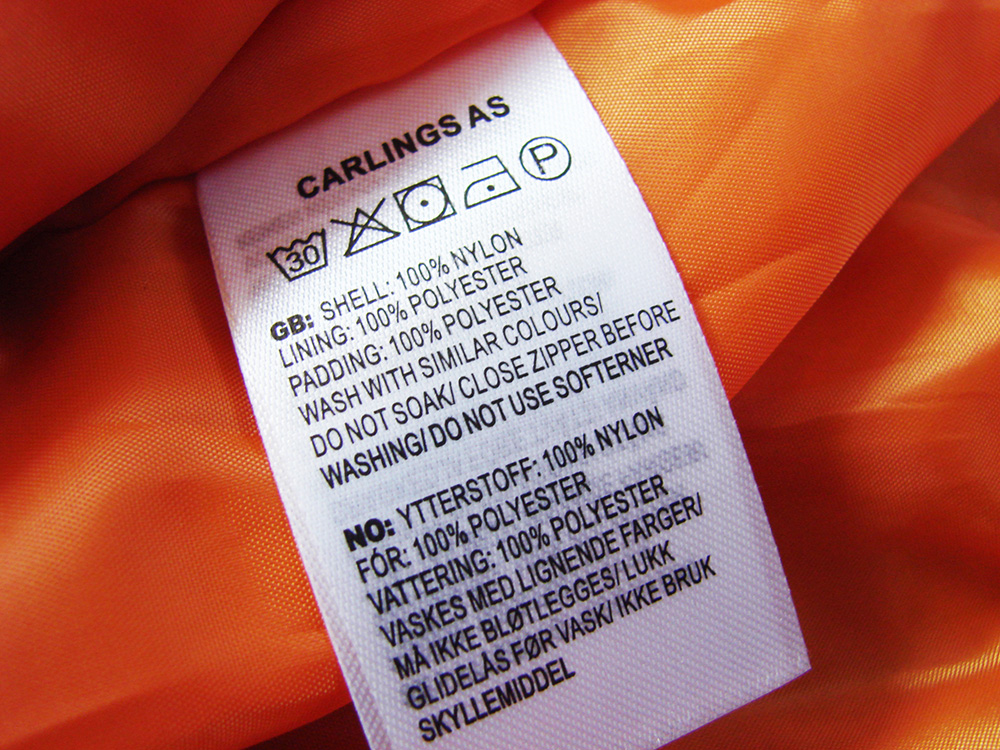 CARLINGS AS
30 P
GB: SHELL: 100% NYLON
LINING: 100% POLYESTER
PADDING: 100% POLYESTER
WASH WITH SIMILAR COLOURS/
DO NOT SOAK/ CLOSE ZIPPER BEFORE
WASHING/ DO NOT USE SOFTERNER
NO: YTTERSTOFF: 100% NYLON
FÓR: 100% POLYESTER
VATTERING: 100% POLYESTER
VASKES MED LIGNENDE FARGER/
MÅ IKKE BLØTLEGGES/ LUKK
GLIDELÅS FØR VASK/ IKKE BRUK
SKYLLEMIDDEL